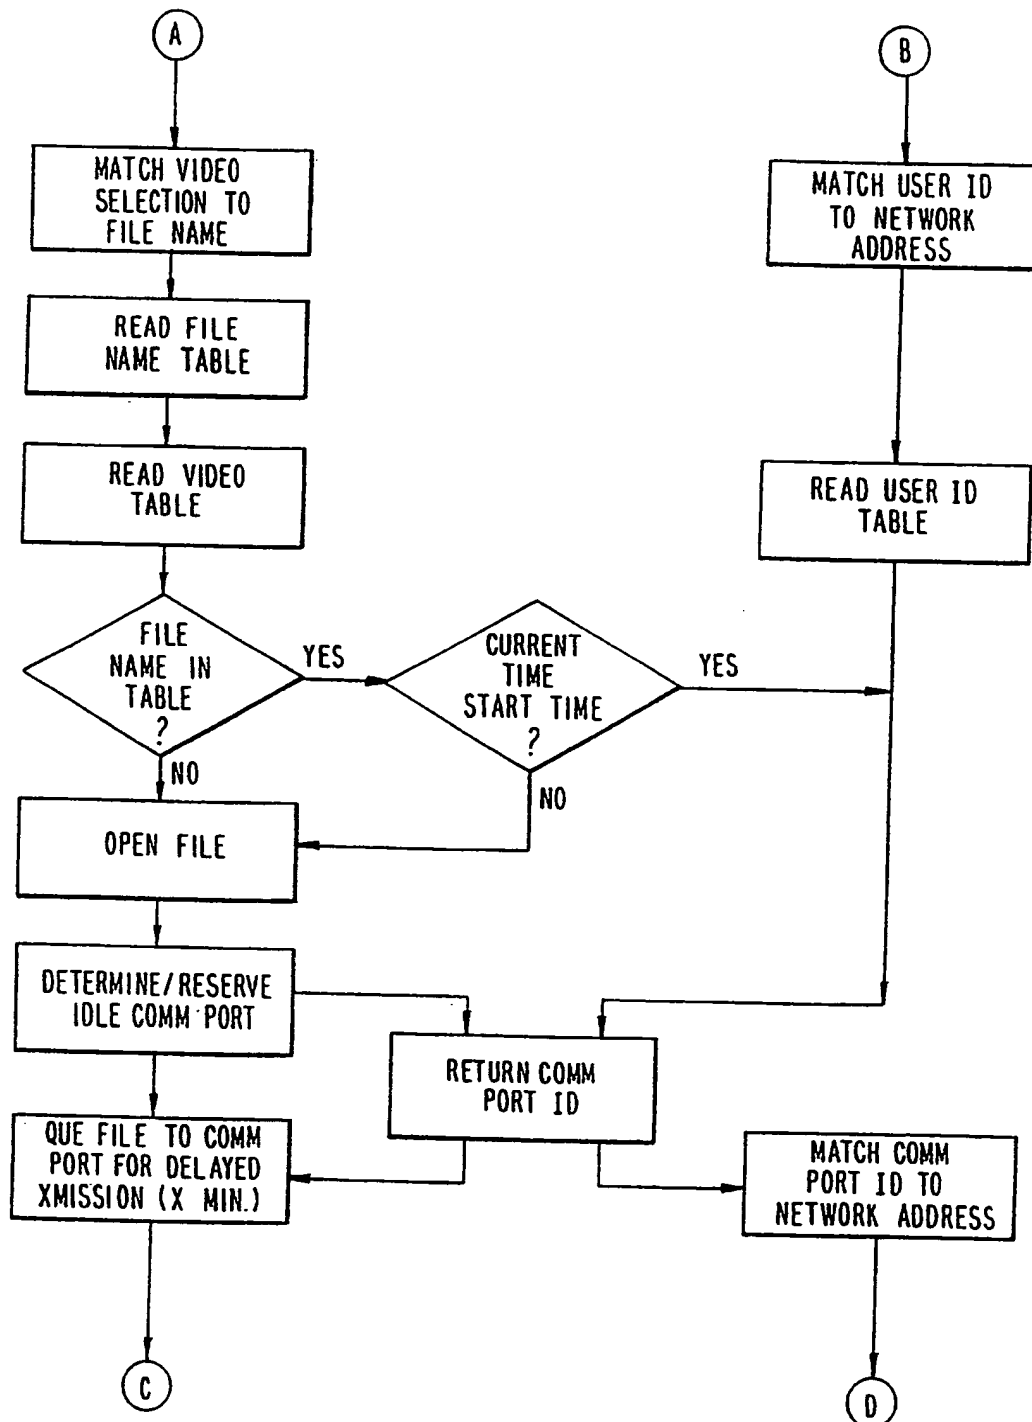 A
B
MATCH VIDEO
SELECTION TO
FILE NAME
MATCH USER ID
TO NETWORK
ADDRESS
READ FILE
NAME TABLE
READ VIDEO
TABLE
READ USER ID
TABLE
FILE
NAME IN
TABLE
?
YES
CURRENT
TIME
START TIME
?
YES
NO
NO
OPEN FILE
DETERMINE/RESERVE
IDLE COMM PORT
RETURN COMM
PORT ID
QUE FILE TO COMM
PORT FOR DELAYED
XMISSION (X MIN.)
MATCH COMM
PORT ID TO
NETWORK ADDRESS
C
D